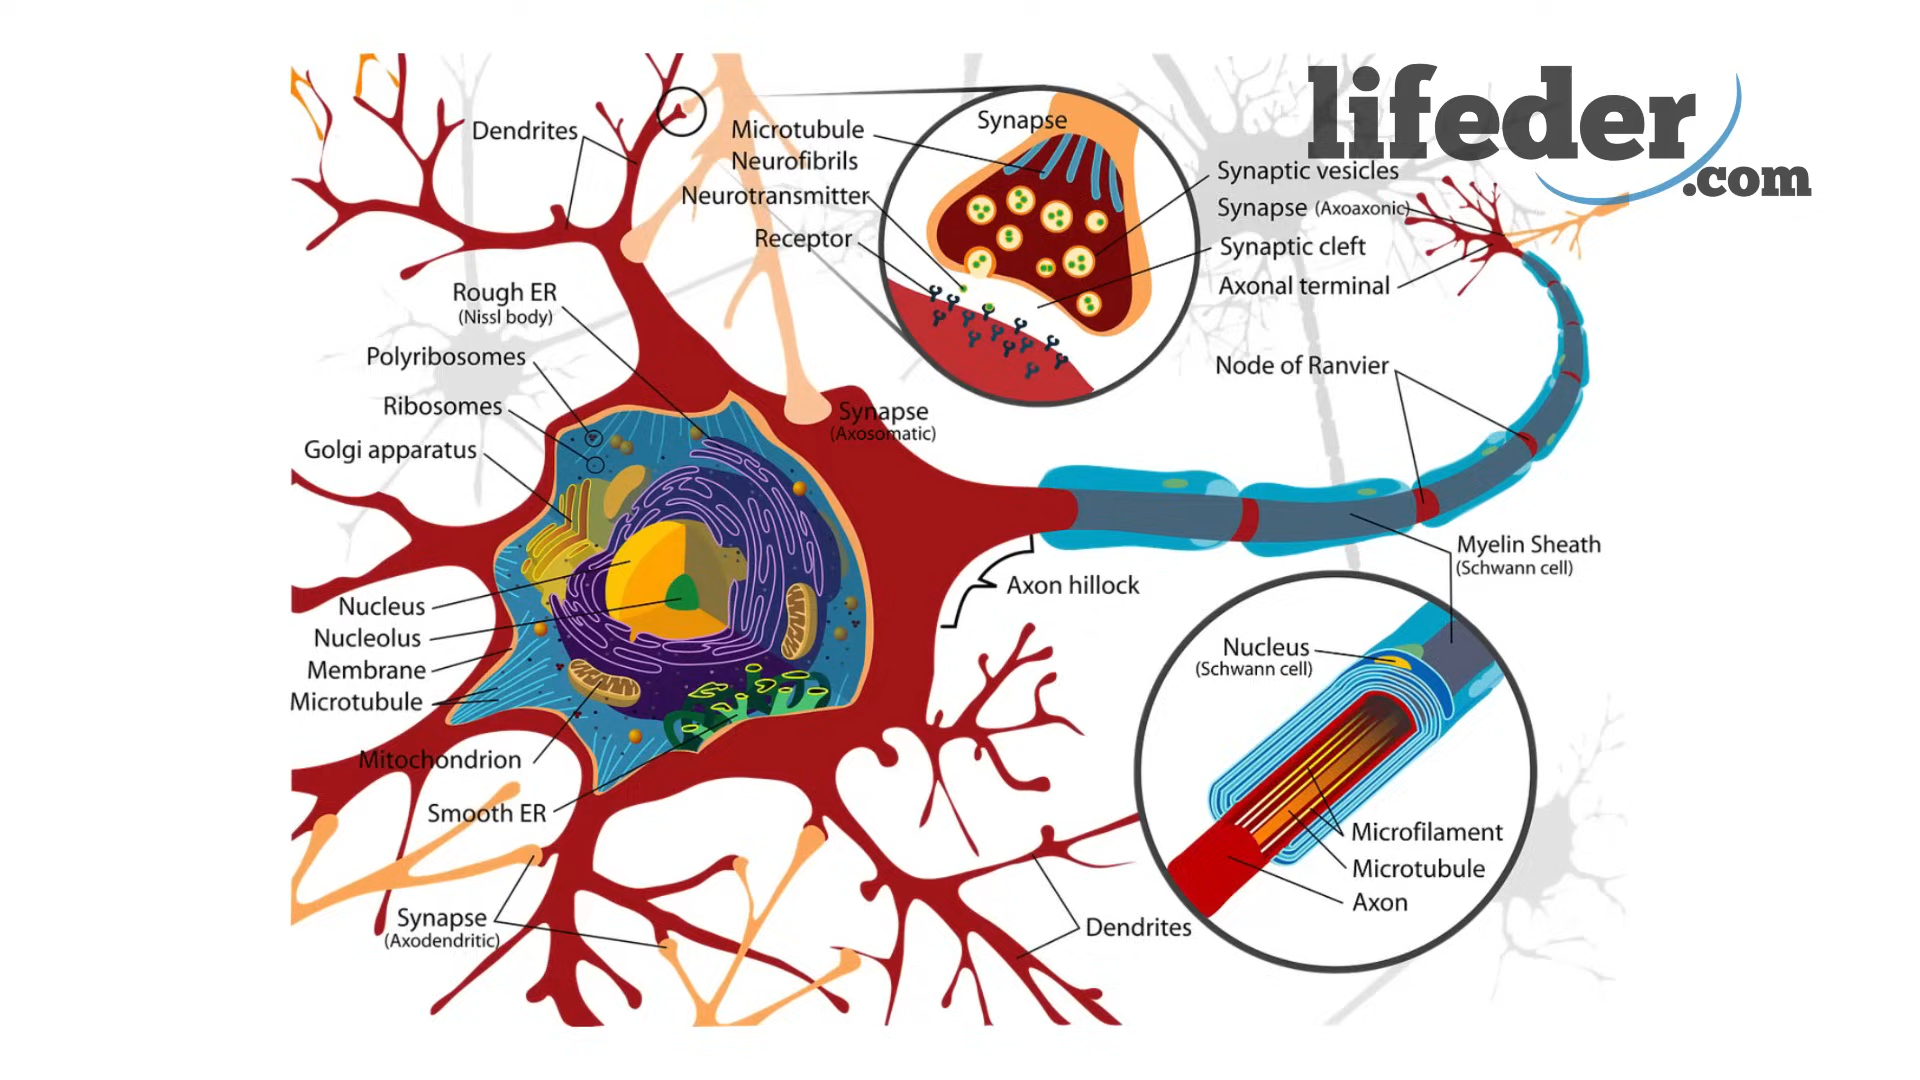 lifeder
.com
Dendrites
Microtubule
Neurofibrils
Neurotransmitter
Receptor
Synapse
Synaptic vesicles
Synapse (Axoaxonic)
Synaptic cleft
Axonal terminal
Rough ER
(Nissl body)
Polyribosomes
Ribosomes
Golgi apparatus
Synapse
(Axosomatic)
Node of Ranvier
Myelin Sheath
(Schwann cell)
Axon hillock
Nucleus
Nucleolus
Membrane
Microtubule
Mitochondrion
Smooth ER
Nucleus
(Schwann cell)
Microfilament
Microtubule
Axon
Synapse
(Axodendritic)
Dendrites